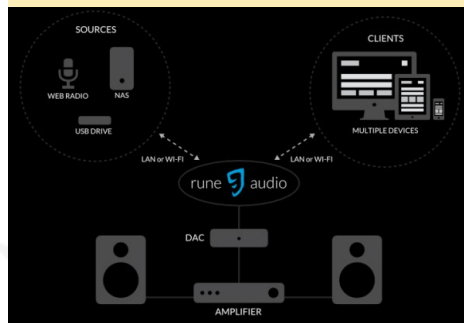 SOURCES
WEB RADIO
NAS
USB DRIVE
CLIENTS
MULTIPLE DEVICES
LAN or WI-FI
LAN or WI-FI
rune audio
DAC
AMPLIFIER